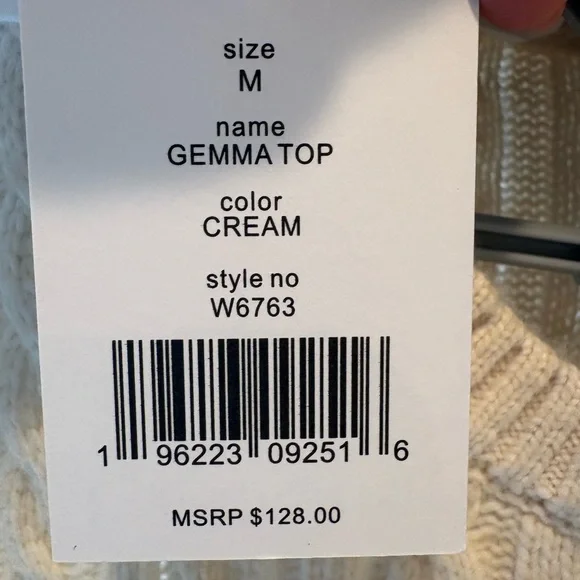 size
M
name
GEMMA TOP
color
CREAM
style no
W6763
1 96223 09251 6
MSRP $128.00